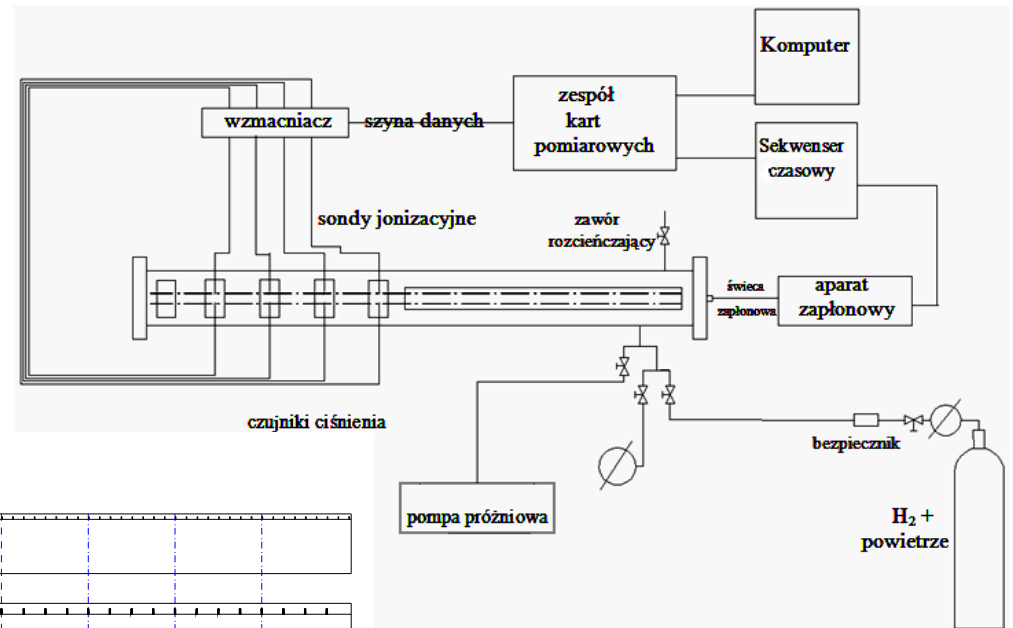 Komputer
zespół
kart
pomiarowych
wzmacniacz
szyna danych
Sekwenser
czasowy
sondy jonizacyjne
zawór
rozcieńczający
świeca
zapłonowa
aparat
zapłonowy
czujniki ciśnienia
bezpiecznik
pompa próżniowa
H₂ +
powietrze